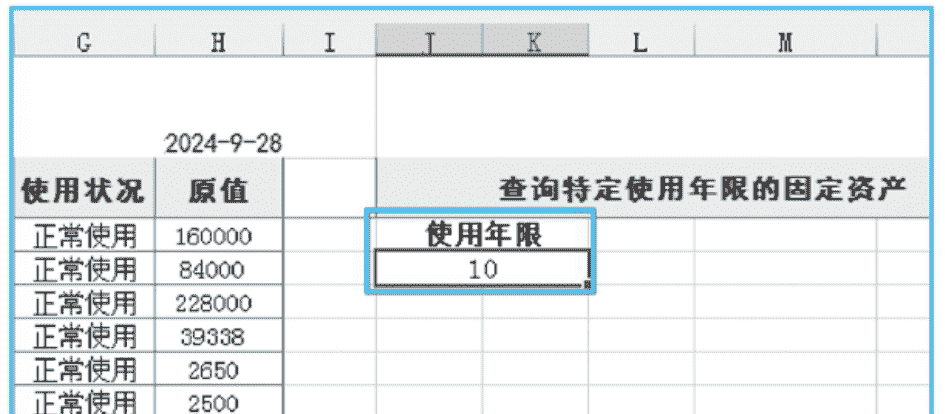 G H I J K L M
2024-9-28
使用状况 原值 查询特定使用年限的固定资产
正常使用 160000 使用年限
正常使用 84000 10
正常使用 228000
正常使用 39338
正常使用 2650
正常使用 2500